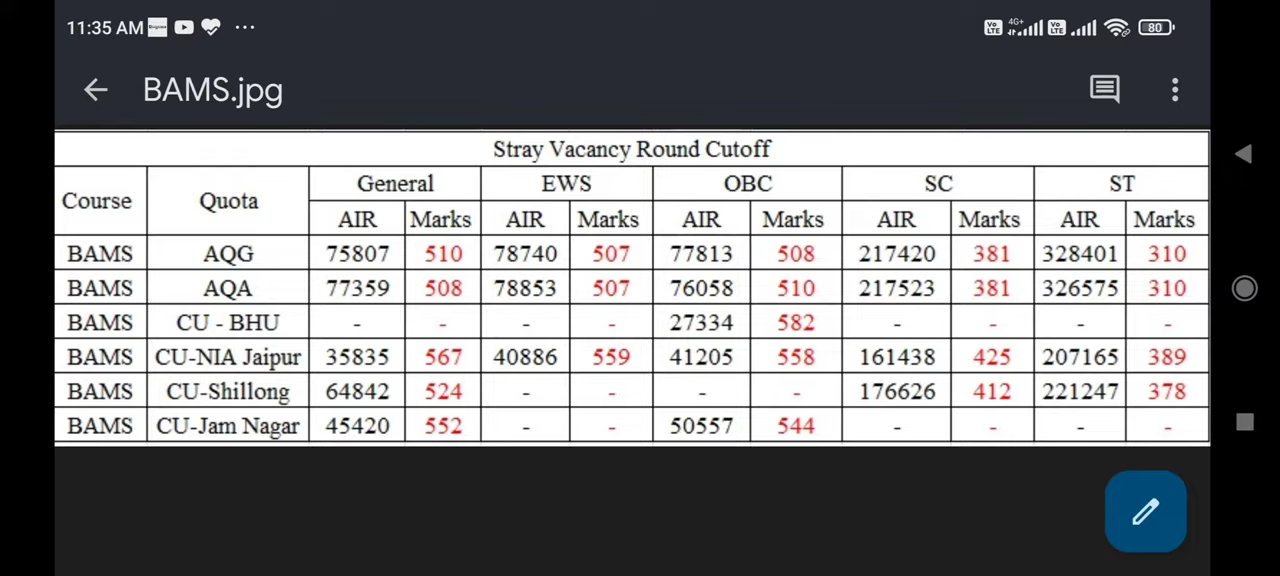 11:35 AM
4G+
80
BAMS.jpg
Stray Vacancy Round Cutoff
Course Quota General EWS OBC SC ST
AIR Marks AIR Marks AIR Marks AIR Marks AIR Marks
BAMS AQG 75807 510 78740 507 77813 508 217420 381 328401 310
BAMS AQA 77359 508 78853 507 76058 510 217523 381 326575 310
BAMS CU - BHU - - - - 27334 582 - - - -
BAMS CU-NIA Jaipur 35835 567 40886 559 41205 558 161438 425 207165 389
BAMS CU-Shillong 64842 524 - - - - 176626 412 221247 378
BAMS CU-Jam Nagar 45420 552 - - 50557 544 - - - -